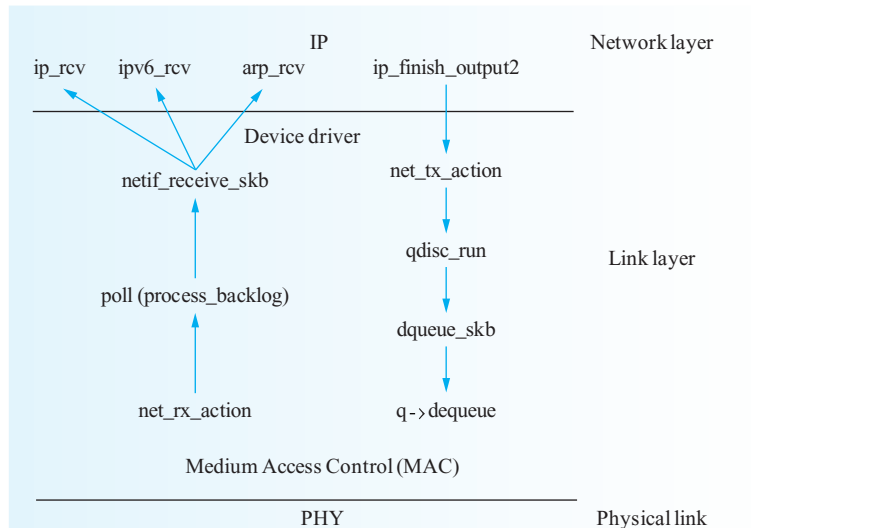 IP
Network layer
ip_rcv ipv6_rcv arp_rcv ip_finish_output2
Device driver
net_tx_action
netif_receive_skb
qdisc_run
Link layer
poll (process_backlog)
dqueue_skb
net_rx_action
q->dequeue
Medium Access Control (MAC)
PHY
Physical link